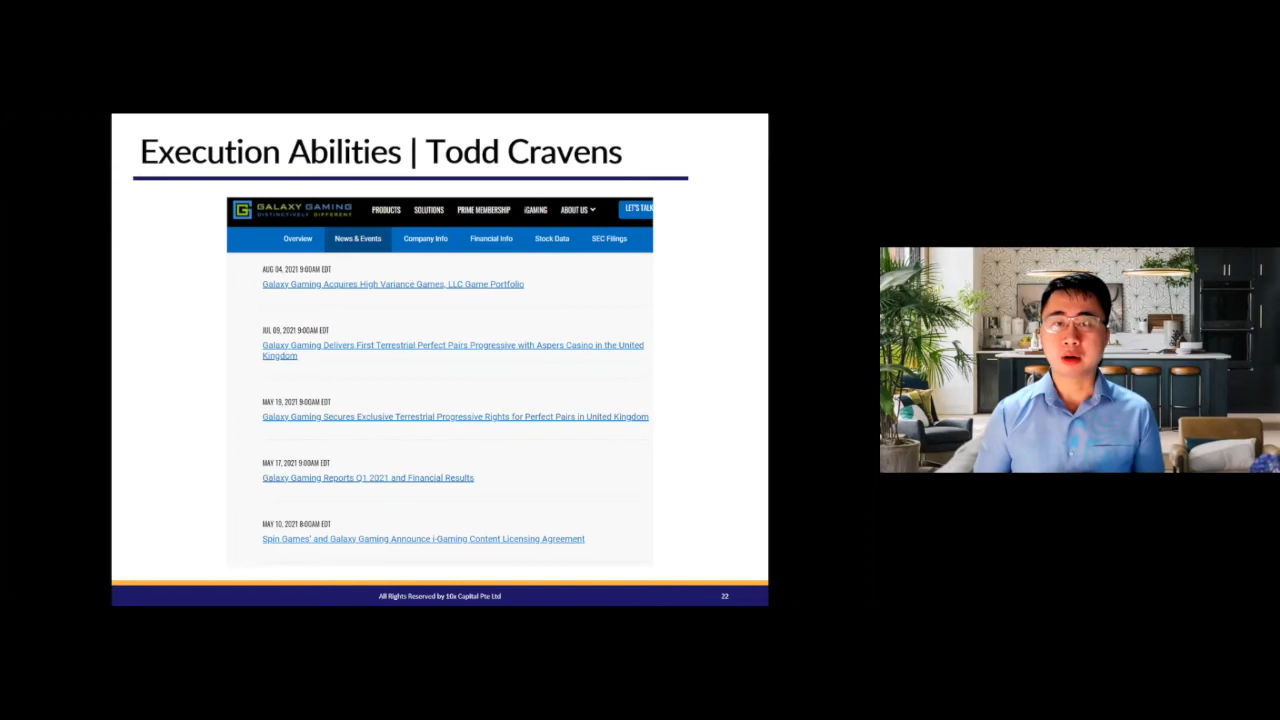 Execution Abilities | Todd Cravens
GALAXY GAMING
DISTINCTIVELY DIFFERENT
PRODUCTS SOLUTIONS PRIME MEMBERSHIP iGAMING ABOUT US LET'S TALK
Overview News & Events Company Info Financial Info Stock Data SEC Filings
AUG 04, 2021 9:00AM EDT
Galaxy Gaming Acquires High Variance Games, LLC Game Portfolio
JUL 09, 2021 9:00AM EDT
Galaxy Gaming Delivers First Terrestrial Perfect Pairs Progressive with Aspers Casino in the United
Kingdom
MAY 19, 2021 9:00AM EDT
Galaxy Gaming Secures Exclusive Terrestrial Progressive Rights for Perfect Pairs in United Kingdom
MAY 17, 2021 9:00AM EDT
Galaxy Gaming Reports Q1 2021 and Financial Results
MAY 10, 2021 8:00AM EDT
Spin Games' and Galaxy Gaming Announce i-Gaming Content Licensing Agreement
All Rights Reserved by 10x Capital Pte Ltd
22